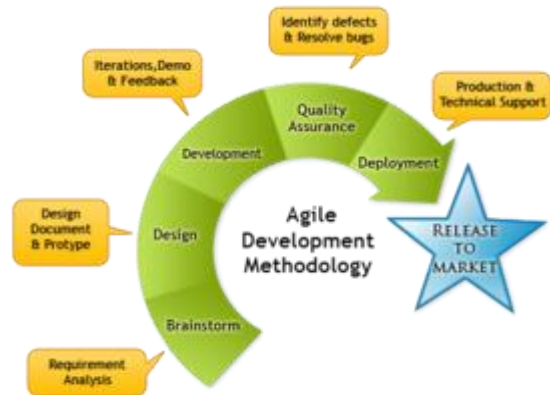 Identify defects
& Resolve bugs
Iterations,Demo
& Feedback
Production &
Technical Support
Quality
Assurance
Development
Deployment
Design
Document
& Protype
Design
Agile
Development
Methodology
RELEASE
TO
MARKET
Brainstorm
Requirement
Analysis